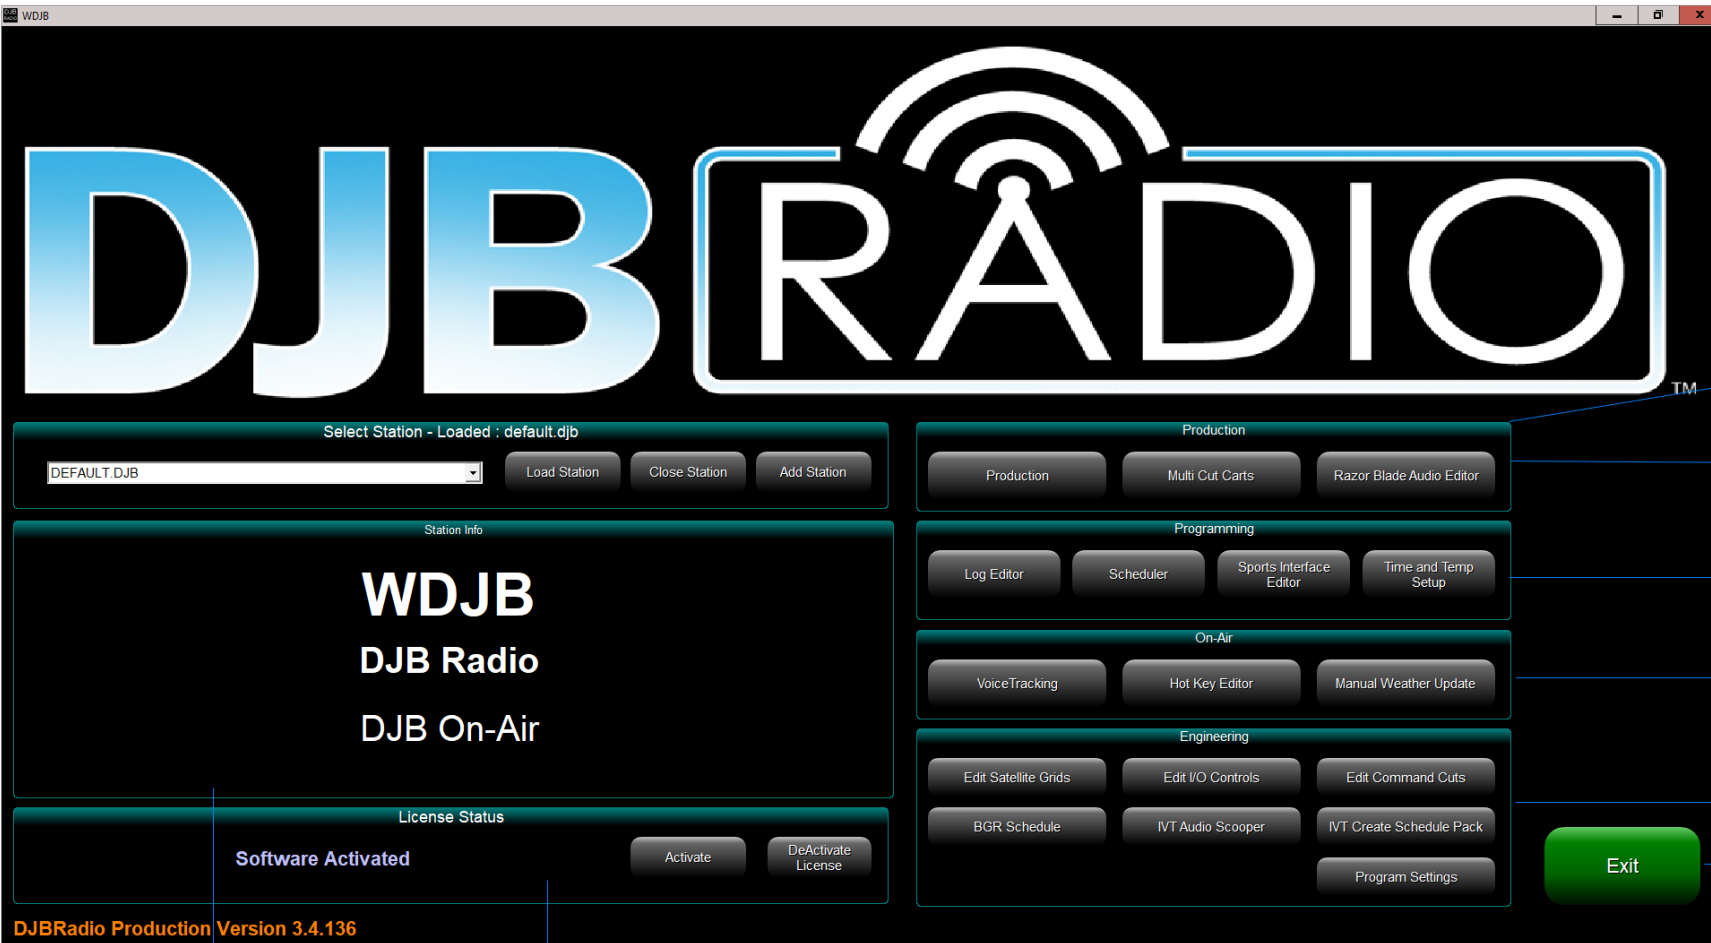 WDJB
DJB RADIO
TM
Select Station - Loaded : default.djb
DEFAULT.DJB
Load Station
Close Station
Add Station
Station Info
WDJB
DJB Radio
DJB On-Air
License Status
Software Activated
Activate
DeActivate
License
DJBRadio Production Version 3.4.136
Production
Production
Multi Cut Carts
Razor Blade Audio Editor
Programming
Log Editor
Scheduler
Sports Interface
Editor
Time and Temp
Setup
On-Air
VoiceTracking
Hot Key Editor
Manual Weather Update
Engineering
Edit Satellite Grids
Edit I/O Controls
Edit Command Cuts
BGR Schedule
IVT Audio Scooper
IVT Create Schedule Pack
Program Settings
Exit